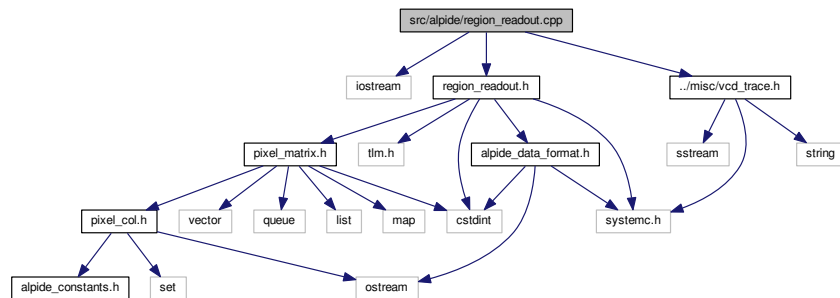 src/alpide/region_readout.cpp
iostream
region_readout.h
../misc/vcd_trace.h
pixel_matrix.h
tlm.h
alpide_data_format.h
sstream
string
pixel_col.h
vector
queue
list
map
cstdint
systemc.h
alpide_constants.h
set
ostream